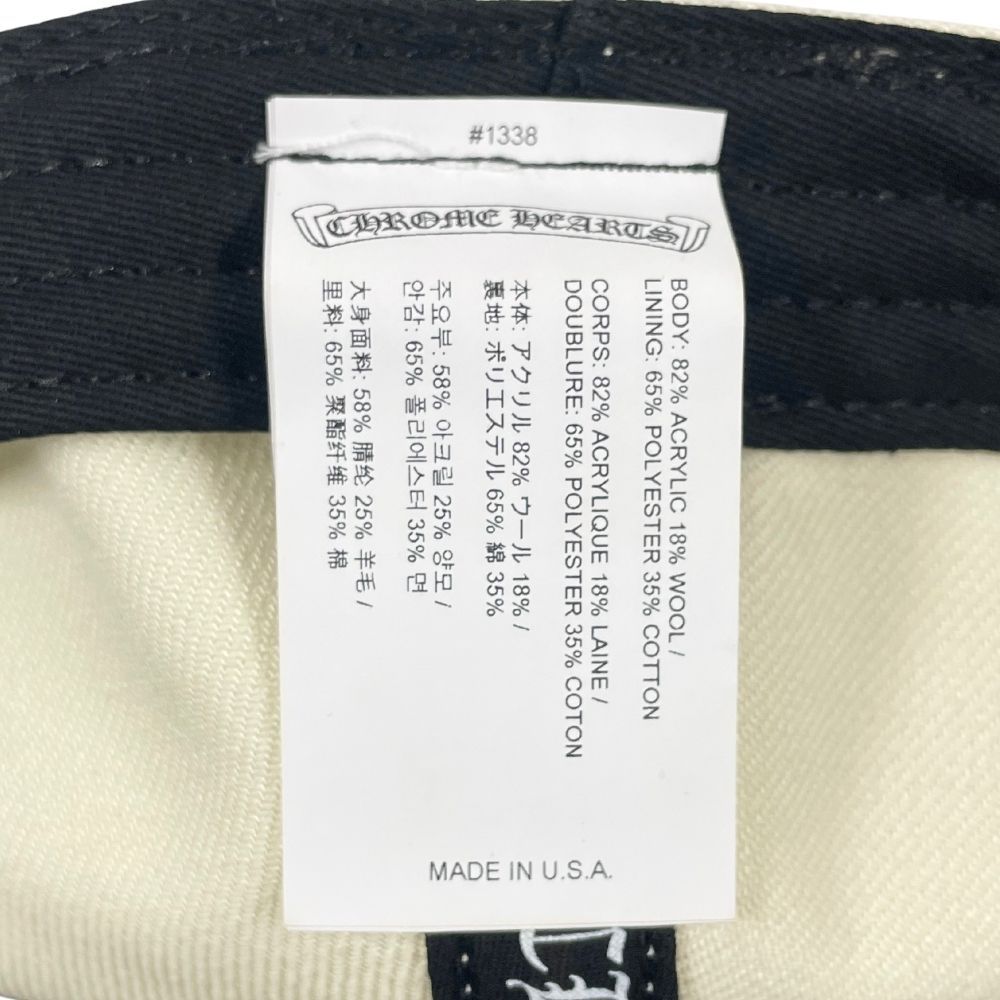 #1338
CHROME HEARTS
BODY: 82% ACRYLIC 18% WOOL /
LINING: 65% POLYESTER 35% COTTON
CORPS: 82% ACRYLIQUE 18% LAINE /
DOUBLURE: 65% POLYESTER 35% COTON
本体: アクリル 82% ウール 18% /
裏地: ポリエステル 65% 綿 35%
주요부: 58% 아크릴 25% 양모 /
안감: 65% 폴리에스터 35% 면
大身面料: 58% 腈纶 25% 羊毛 /
里料: 65% 聚酯纤维 35% 棉
MADE IN U.S.A.